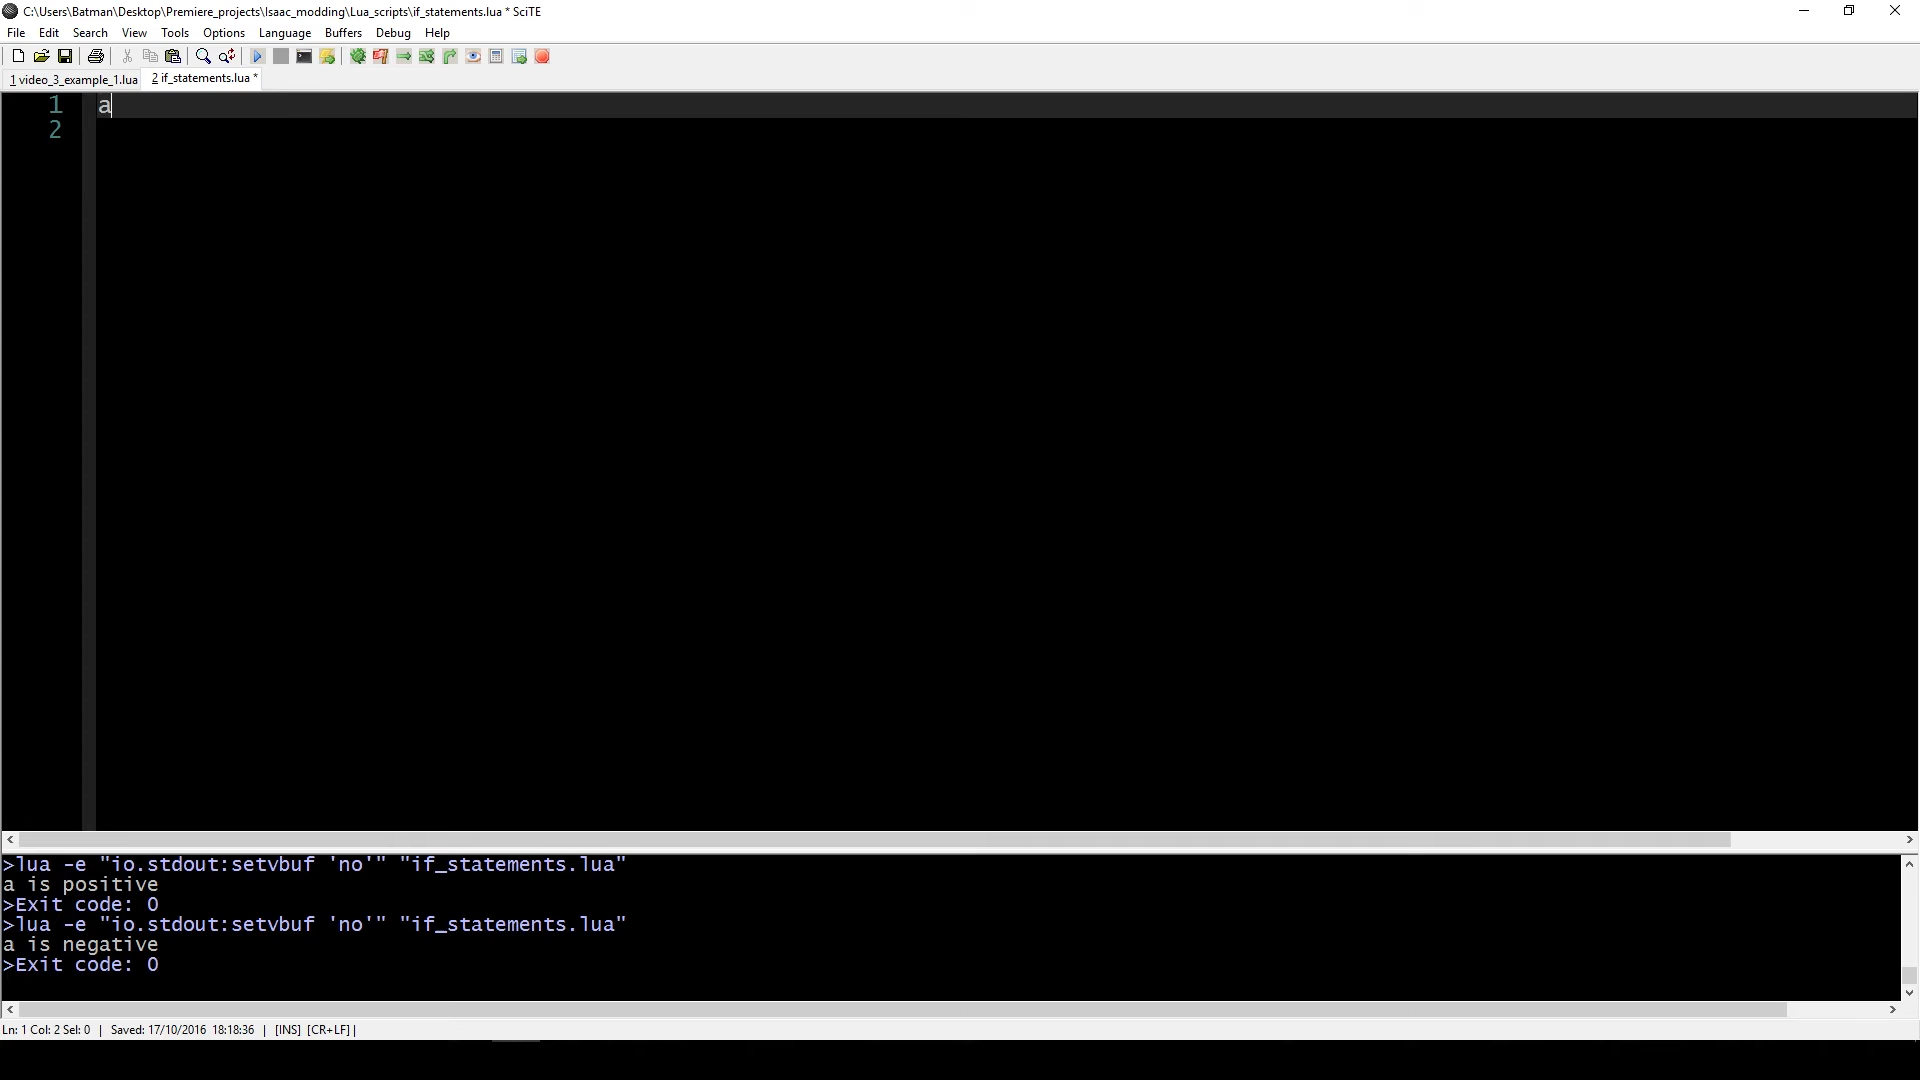 C:\Users\Batman\Desktop\Premiere_projects\Isaac_modding\Lua_scripts\if_statements.lua * SciTE
File Edit Search View Tools Options Language Buffers Debug Help
1 video_3_example_1.lua 2 if_statements.lua *
1 a
2
>lua -e "io.stdout:setvbuf 'no'" "if_statements.lua"
a is positive
>Exit code: 0
>lua -e "io.stdout:setvbuf 'no'" "if_statements.lua"
a is negative
>Exit code: 0
Ln: 1 Col: 2 Sel: 0 | Saved: 17/10/2016 18:18:36 | [INS] [CR+LF] |